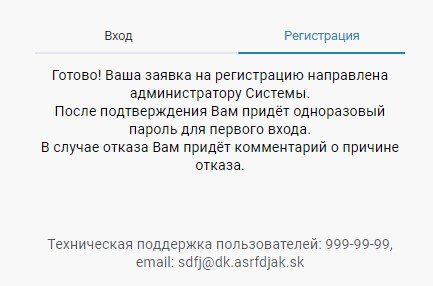 Вход Регистрация
Готово! Ваша заявка на регистрацию направлена
администратору Системы.
После подтверждения Вам придёт одноразовый
пароль для первого входа.
В случае отказа Вам придёт комментарий о причине
отказа.
Техническая поддержка пользователей: 999-99-99,
email: sdfj@dk.asrfdjak.sk